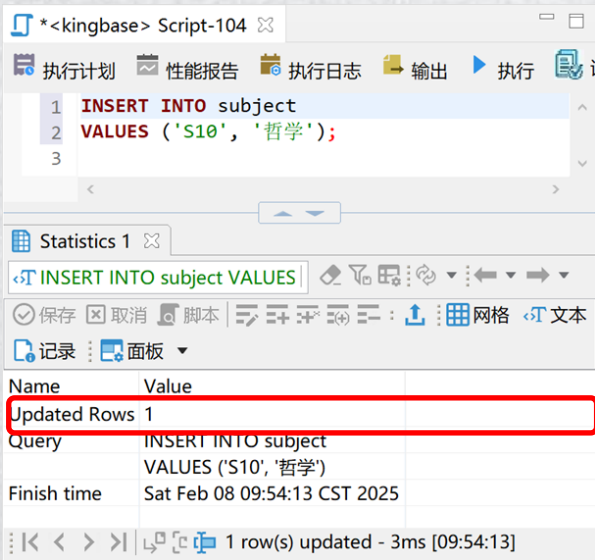 *<kingbase> Script-104
执行计划 性能报告 执行日志 输出 执行
1 INSERT INTO subject
2 VALUES ('S10', '哲学');
3
Statistics 1
INSERT INTO subject VALUES
保存 取消 脚本 网格 文本
记录 面板
Name Value
Updated Rows 1
Query INSERT INTO subject
VALUES ('S10', '哲学')
Finish time Sat Feb 08 09:54:13 CST 2025
1 row(s) updated - 3ms [09:54:13]